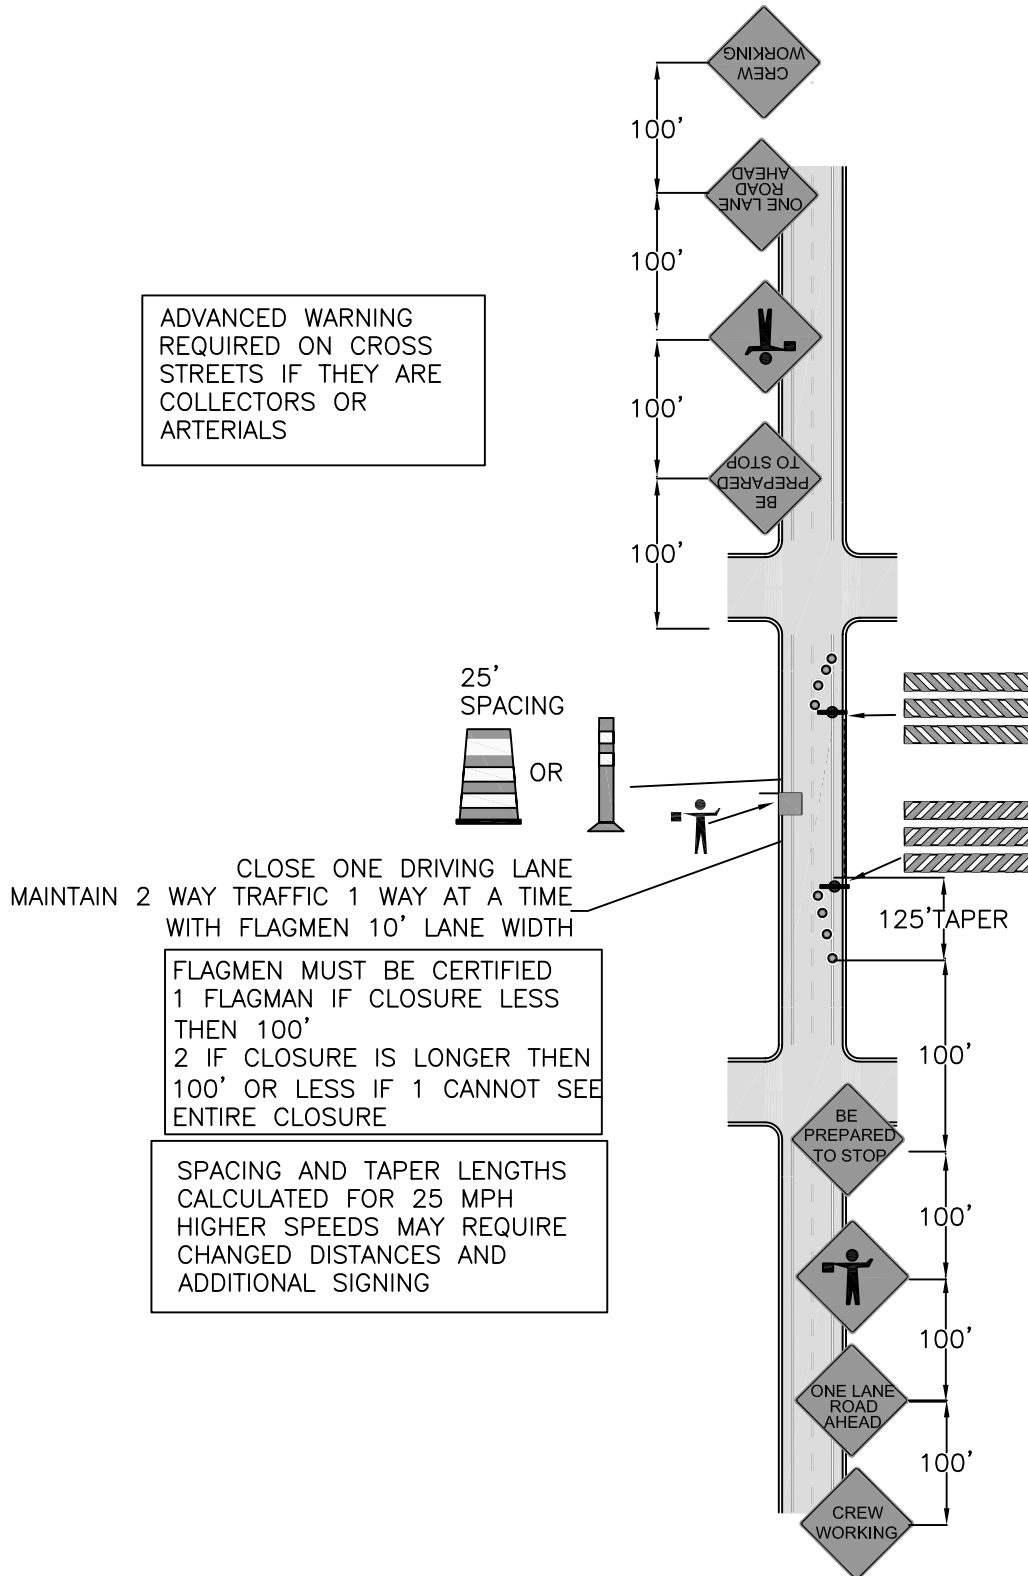 CREW
WORKING
100'
ONE LANE
ROAD
AHEAD
100'
ADVANCED WARNING
REQUIRED ON CROSS
STREETS IF THEY ARE
COLLECTORS OR
ARTERIALS
100'
BE
PREPARED
TO STOP
100'
25'
SPACING
OR
CLOSE ONE DRIVING LANE
MAINTAIN 2 WAY TRAFFIC 1 WAY AT A TIME
WITH FLAGMEN 10' LANE WIDTH
125'TAPER
FLAGMEN MUST BE CERTIFIED
1 FLAGMAN IF CLOSURE LESS
THEN 100'
2 IF CLOSURE IS LONGER THEN
100' OR LESS IF 1 CANNOT SEE
ENTIRE CLOSURE
100'
BE
PREPARED
TO STOP
SPACING AND TAPER LENGTHS
CALCULATED FOR 25 MPH
HIGHER SPEEDS MAY REQUIRE
CHANGED DISTANCES AND
ADDITIONAL SIGNING
100'
100'
ONE LANE
ROAD
AHEAD
100'
CREW
WORKING